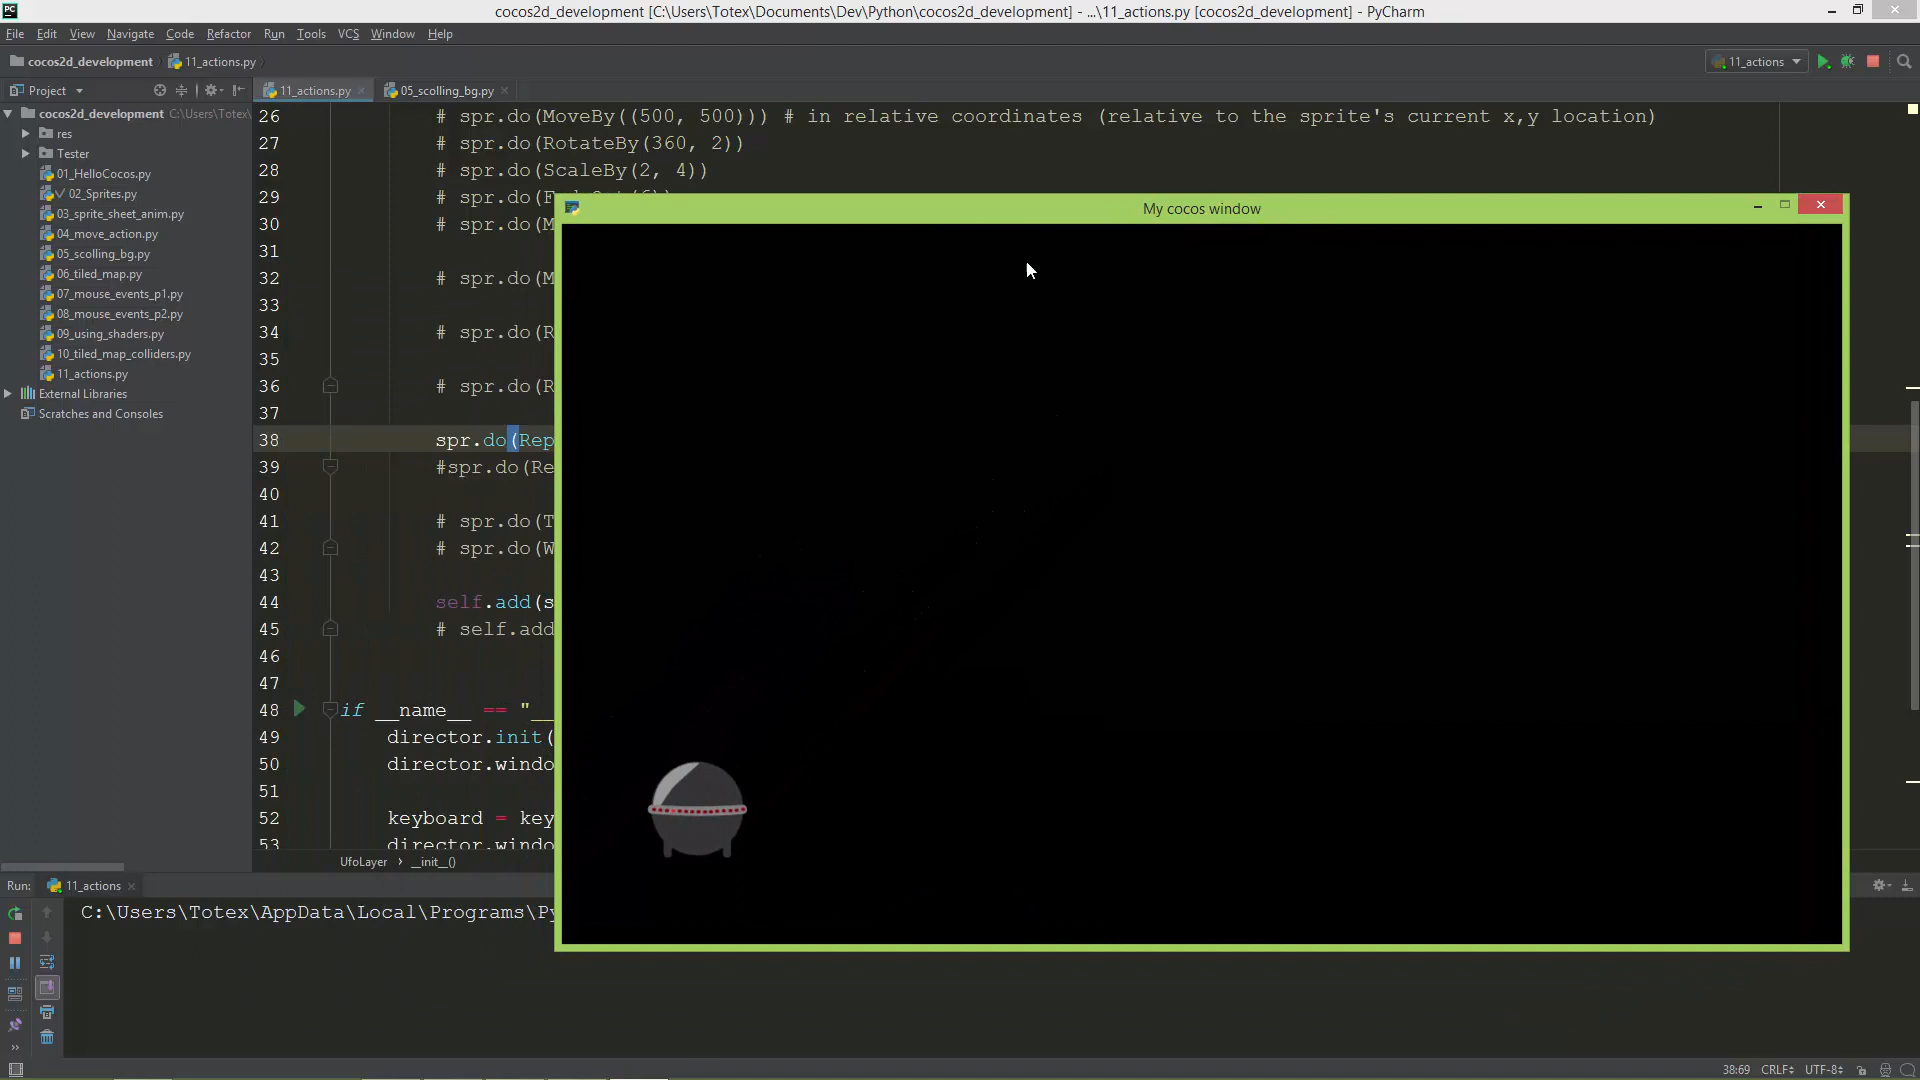 cocos2d_development [C:\Users\Totex\Documents\Dev\Python\cocos2d_development] - ...\11_actions.py [cocos2d_development] - PyCharm
File Edit View Navigate Code Refactor Run Tools VCS Window Help
cocos2d_development 11_actions.py 11_actions
Project 11_actions.py 05_scolling_bg.py
cocos2d_development C:\Users\Totex\
res
Tester
01_HelloCocos.py
02_Sprites.py
03_sprite_sheet_anim.py
04_move_action.py
05_scolling_bg.py
06_tiled_map.py
07_mouse_events_p1.py
08_mouse_events_p2.py
09_using_shaders.py
10_tiled_map_colliders.py
11_actions.py
External Libraries
Scratches and Consoles
26 # spr.do(MoveBy((500, 500))) # in relative coordinates (relative to the sprite's current x,y location)
27 # spr.do(RotateBy(360, 2))
28 # spr.do(ScaleBy(2, 4))
29 # spr.do(F
30 # spr.do(M
31
32 # spr.do(M
33
34 # spr.do(R
35
36 # spr.do(R
37
38 spr.do(Rep
39 #spr.do(Re
40
41 # spr.do(T
42 # spr.do(W
43
44 self.add(s
45 # self.add
46
47
48 if __name__ == "__
49 director.init(
50 director.windo
51
52 keyboard = key
53 director.windo
UfoLayer __init__()
My cocos window
Run: 11_actions
C:\Users\Totex\AppData\Local\Programs\Py
38:69 CRLF UTF-8